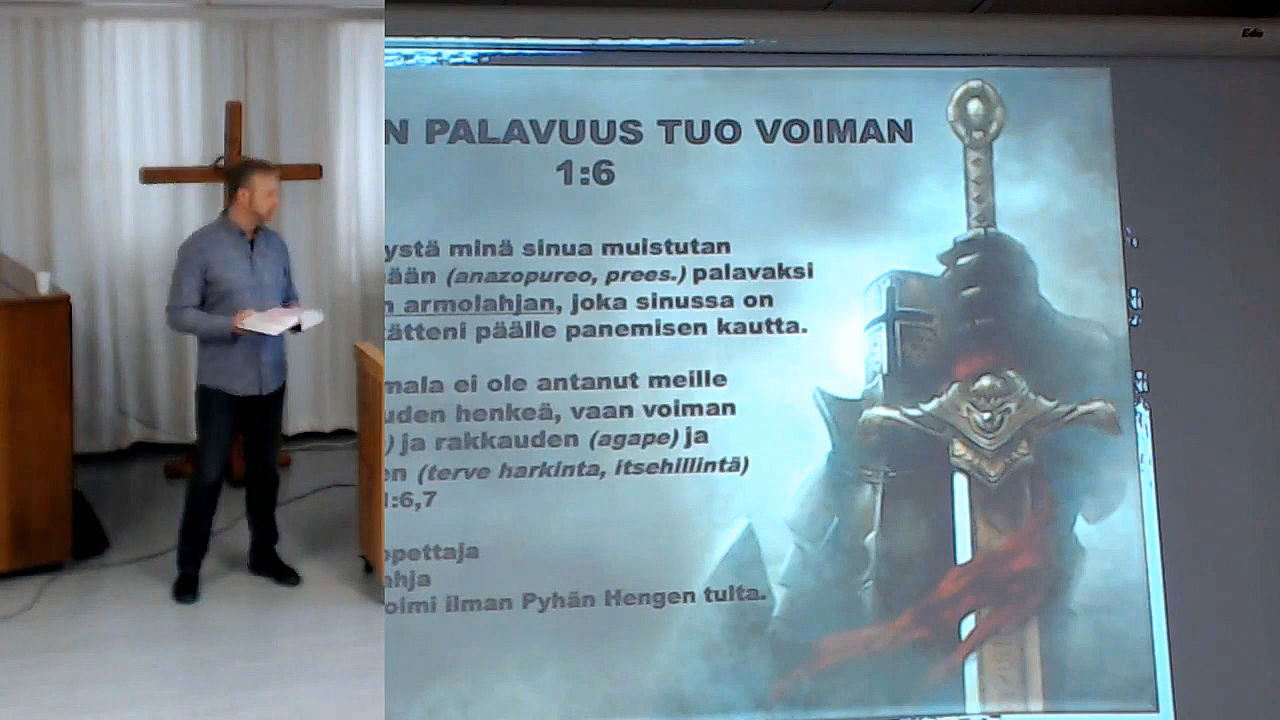 N PALAVUUS TUO VOIMAN
1:6
ystä minä sinua muistutan
ään (anazopureo, prees.) palavaksi
n armolahjan, joka sinussa on
ätteni päälle panemisen kautta.
mala ei ole antanut meille
uden henkeä, vaan voiman
) ja rakkauden (agape) ja
en (terve harkinta, itsehillintä)
1:6,7
opettaja
ahja
oimi ilman Pyhän Hengen tulta.